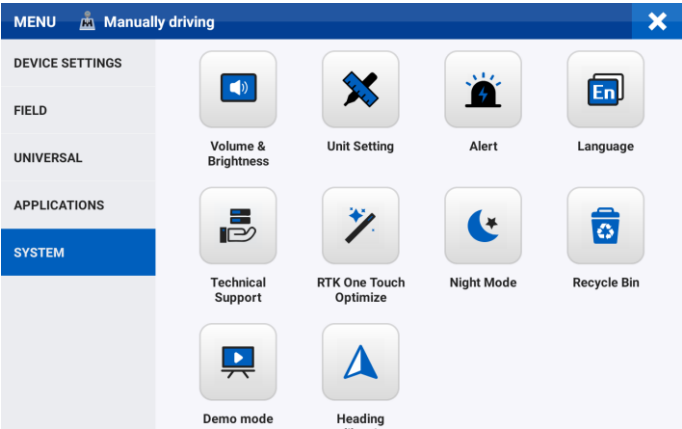 MENU Manually driving
DEVICE SETTINGS
FIELD
UNIVERSAL
APPLICATIONS
SYSTEM
Volume &
Brightness
Unit Setting
Alert
En
Language
Technical
Support
RTK One Touch
Optimize
Night Mode
Recycle Bin
Demo mode
Heading